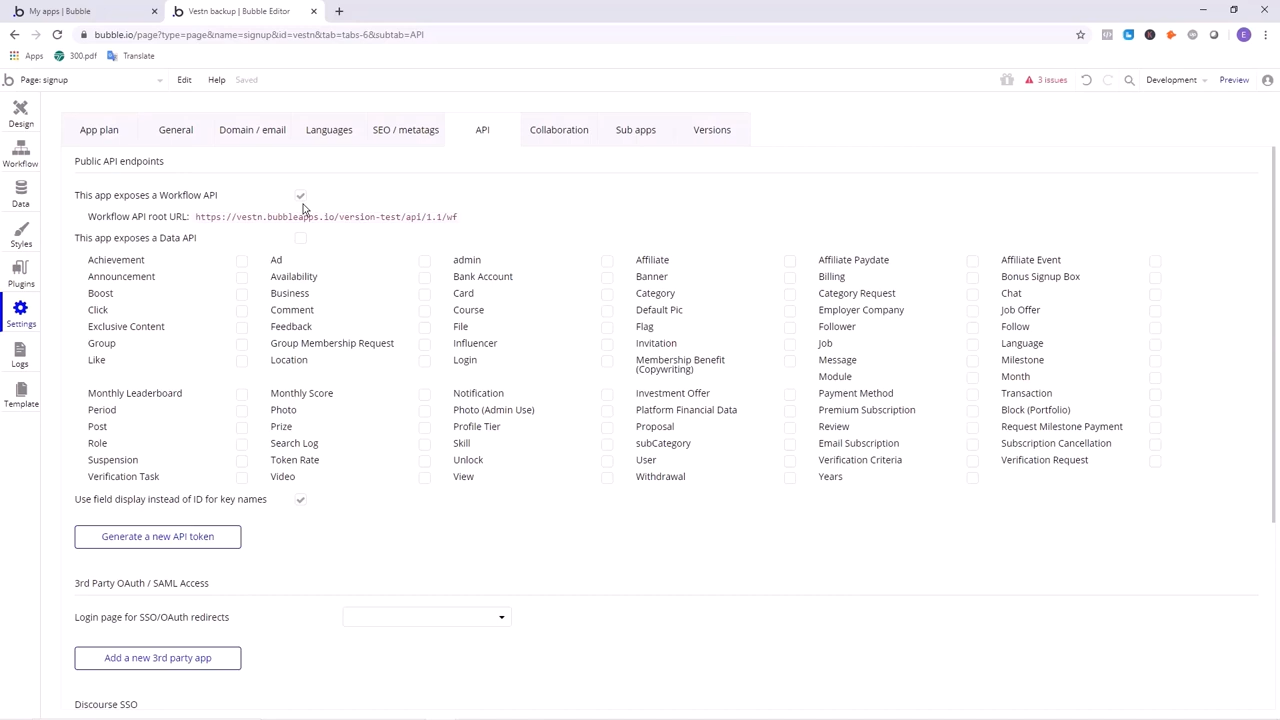 My apps | Bubble
Vestn backup | Bubble Editor
bubble.io/page?type=page&name=signup&id=vestn&tab=tabs-6&subtab=API
E
Apps 300.pdf Translate
Page: signup Edit Help Saved 3 issues Development Preview
Design
Workflow
Data
Styles
Plugins
Settings
Logs
Template
App plan General Domain / email Languages SEO / metatags API Collaboration Sub apps Versions
Public API endpoints
This app exposes a Workflow API
Workflow API root URL: https://vestn.bubbleapps.io/version-test/api/1.1/wf
This app exposes a Data API
Achievement Ad admin Affiliate Affiliate Paydate Affiliate Event
Announcement Availability Bank Account Banner Billing Bonus Signup Box
Boost Business Card Category Category Request Chat
Click Comment Course Default Pic Employer Company Job Offer
Exclusive Content Feedback File Flag Follower Follow
Group Group Membership Request Influencer Invitation Job Language
Like Location Login Membership Benefit (Copywriting) Message Milestone
Module Month
Monthly Leaderboard Monthly Score Notification Investment Offer Payment Method Transaction
Period Photo Photo (Admin Use) Platform Financial Data Premium Subscription Block (Portfolio)
Post Prize Profile Tier Proposal Review Request Milestone Payment
Role Search Log Skill subCategory Email Subscription Subscription Cancellation
Suspension Token Rate Unlock User Verification Criteria Verification Request
Verification Task Video View Withdrawal Years
Use field display instead of ID for key names
Generate a new API token
3rd Party OAuth / SAML Access
Login page for SSO/OAuth redirects
Add a new 3rd party app
Discourse SSO